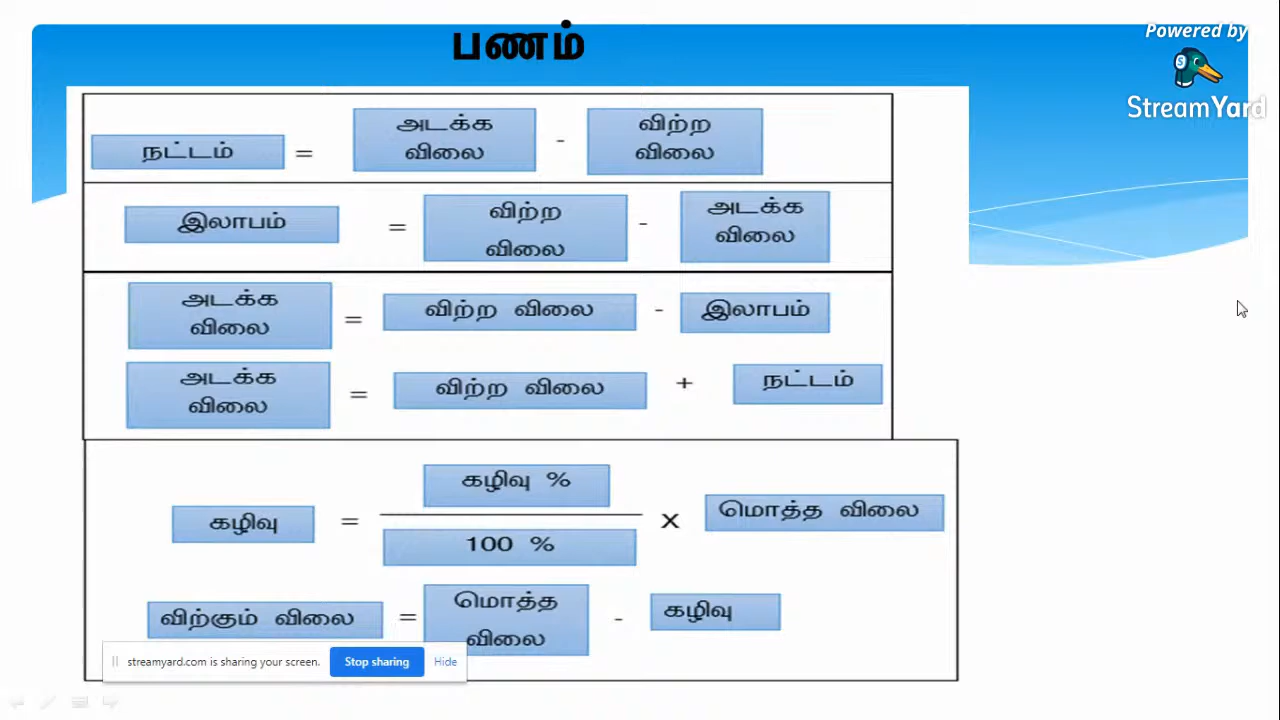 பணம்
Powered by
StreamYard
நட்டம் = அடக்க விலை - விற்ற விலை
இலாபம் = விற்ற விலை - அடக்க விலை
அடக்க விலை = விற்ற விலை - இலாபம்
அடக்க விலை = விற்ற விலை + நட்டம்
கழிவு %
கழிவு = x மொத்த விலை
100 %
விற்கும் விலை = மொத்த விலை - கழிவு
streamyard.com is sharing your screen. Stop sharing Hide